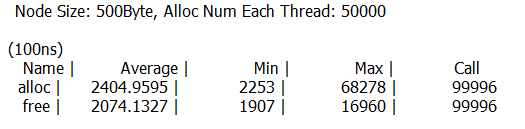 Node Size: 500Byte, Alloc Num Each Thread: 50000
(100ns)
Name | Average | Min | Max | Call
alloc | 2404.9595 | 2253 | 68278 | 99996
free | 2074.1327 | 1907 | 16960 | 99996